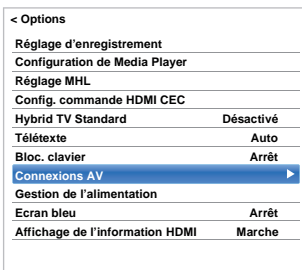 < Options
Réglage d'enregistrement
Configuration de Media Player
Réglage MHL
Config. commande HDMI CEC
Hybrid TV Standard Désactivé
Télétexte Auto
Bloc. clavier Arrêt
Connexions AV
Gestion de l'alimentation
Ecran bleu Arrêt
Affichage de l'information HDMI Marche